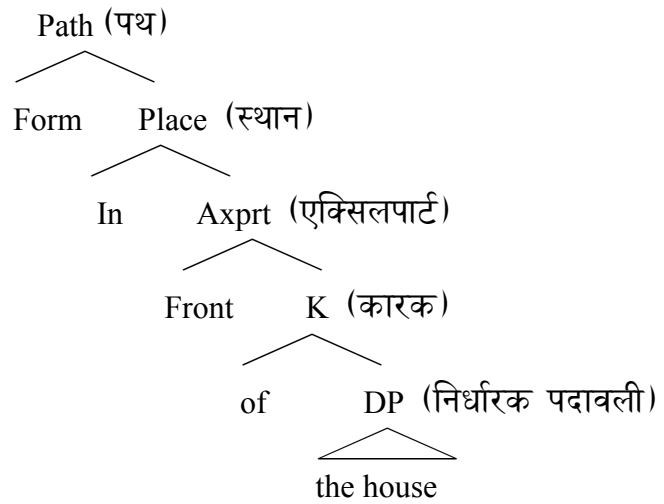 Path (पथ)
Form Place (स्थान)
In Axprt (एक्सिलपार्ट)
Front K (कारक)
of DP (निर्धारक पदावली)
the house